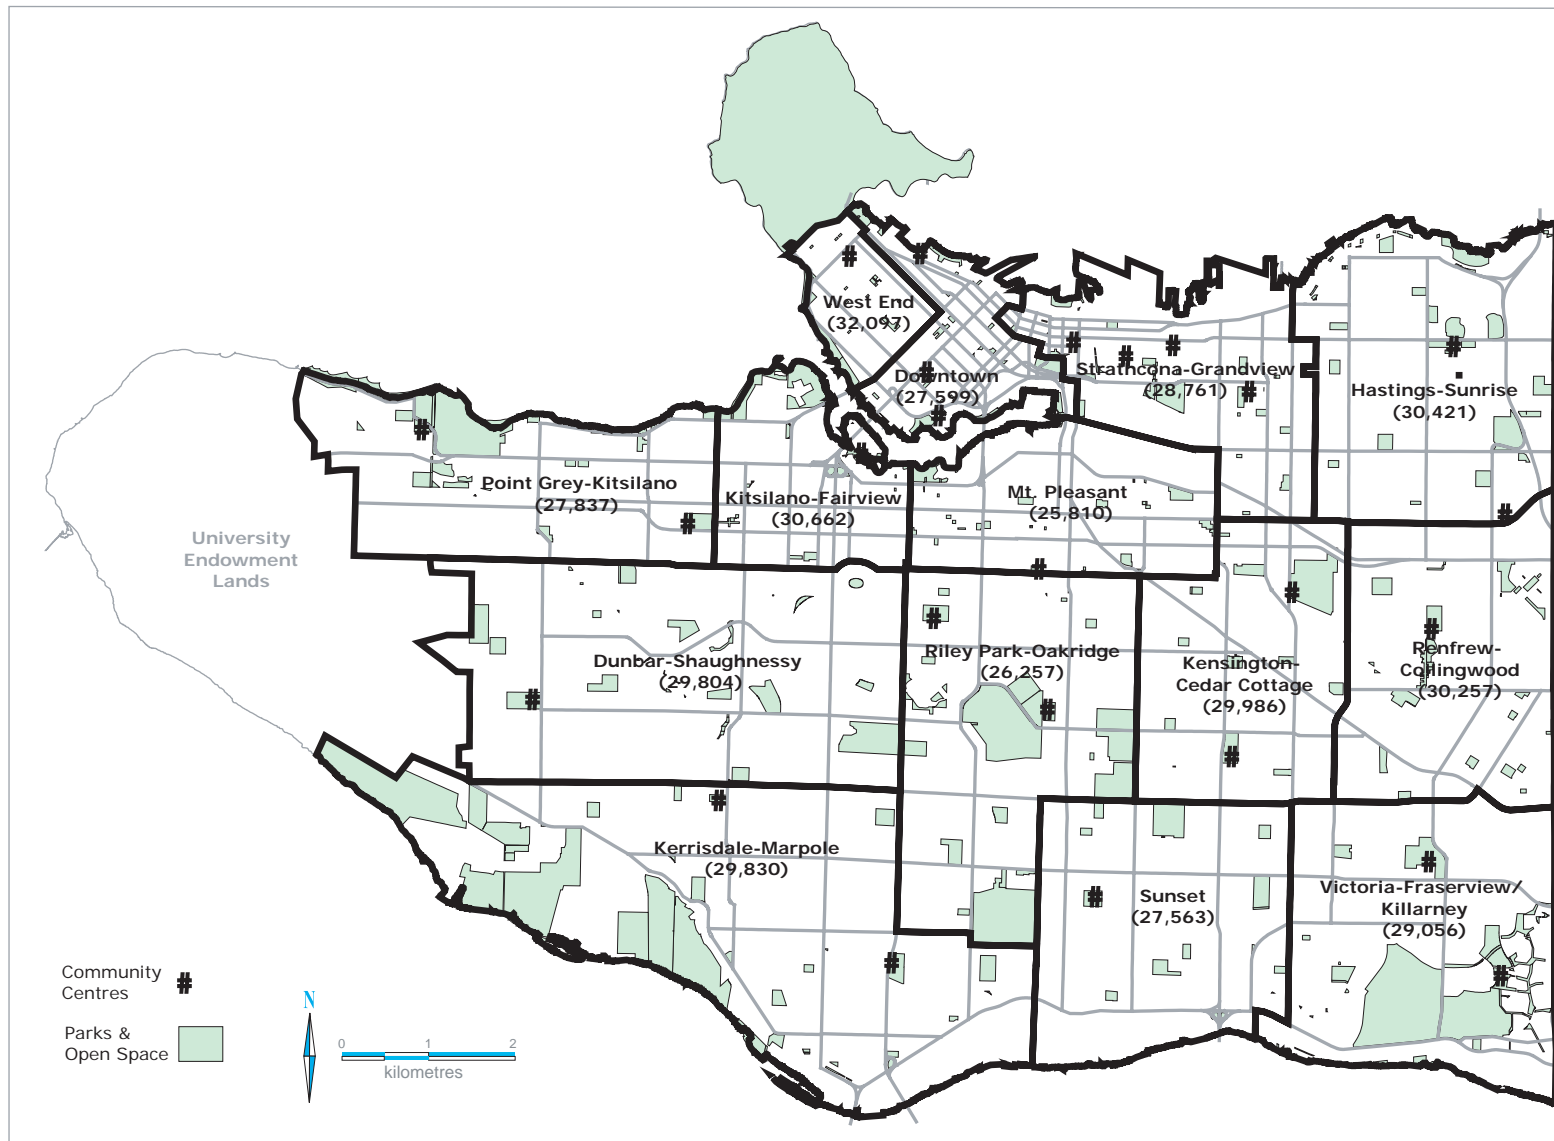 West End
(32,097)
Downtown
(27,599)
Strathcona-Grandview
(28,761)
Hastings-Sunrise
(30,421)
Point Grey-Kitsilano
(27,837)
Kitsilano-Fairview
(30,662)
Mt. Pleasant
(25,810)
University
Endowment
Lands
Dunbar-Shaughnessy
(29,804)
Riley Park-Oakridge
(26,257)
Kensington-
Cedar Cottage
(29,986)
Renfrew-
Collingwood
(30,257)
Kerrisdale-Marpole
(29,830)
Sunset
(27,563)
Victoria-Fraserview/
Killarney
(29,056)
Community
Centres
Parks &
Open Space
N
0 1 2
kilometres